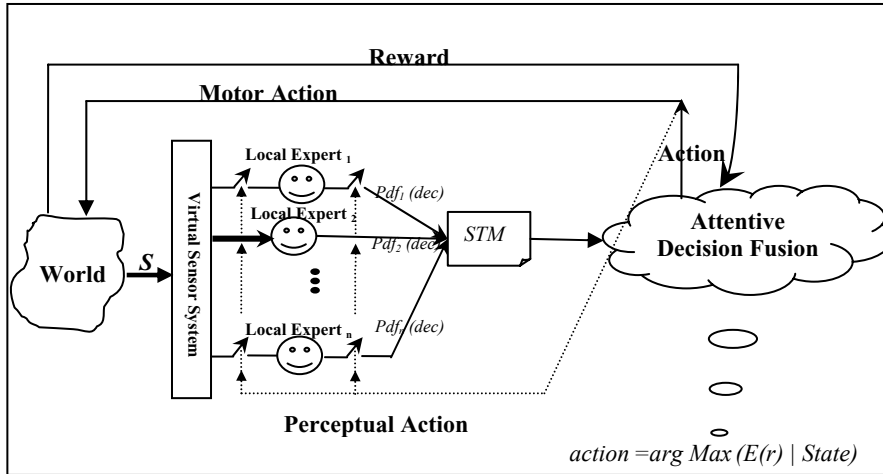 Reward
Motor Action
Local Expert 1
Action
Pdf1 (dec)
Local Expert 2
Virtual Sensor System
World
S
Pdf2 (dec)
STM
Attentive
Decision Fusion
Local Expert n
Pdfn (dec)
Perceptual Action
action =arg Max (E(r) | State)